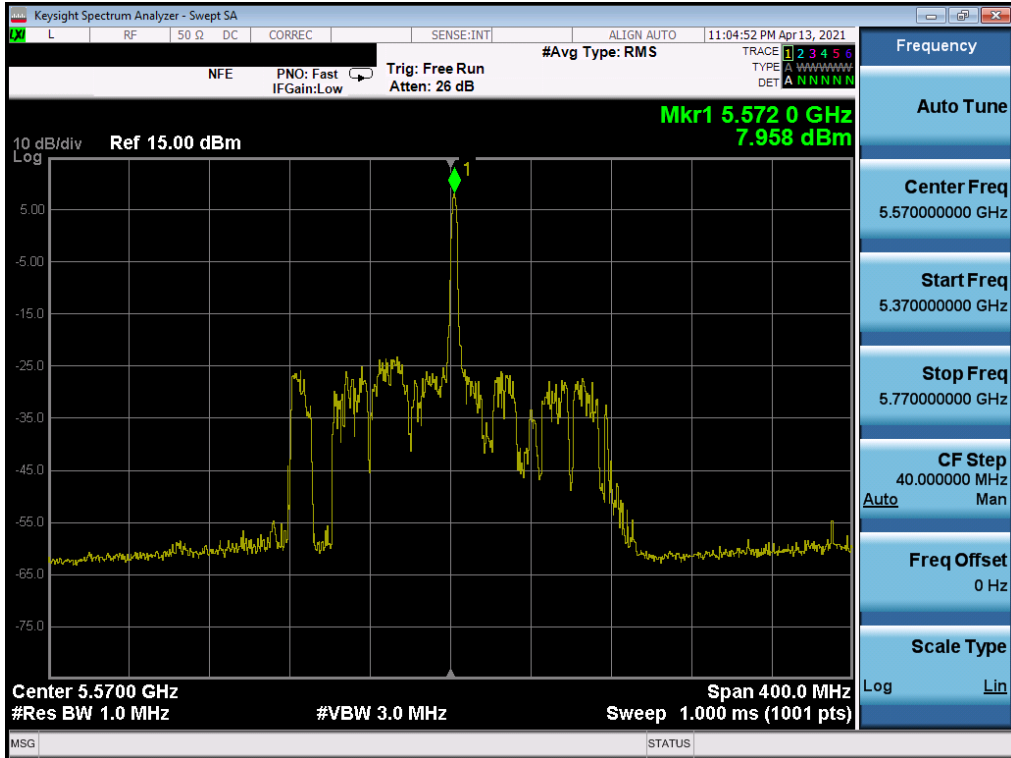 Keysight Spectrum Analyzer - Swept SA
LXI L RF 50 Ω DC CORREC SENSE:INT ALIGN AUTO 11:04:52 PM Apr 13, 2021
NFE PNO: Fast Trig: Free Run #Avg Type: RMS TRACE 1 2 3 4 5 6
IFGain:Low Atten: 26 dB TYPE A WWWWW
DET A N N N N N
Mkr1 5.572 0 GHz
7.958 dBm
10 dB/div Ref 15.00 dBm
Log
1
5.00
-5.00
-15.0
-25.0
-35.0
-45.0
-55.0
-65.0
-75.0
Center 5.5700 GHz Span 400.0 MHz
#Res BW 1.0 MHz #VBW 3.0 MHz Sweep 1.000 ms (1001 pts)
MSG STATUS
Frequency
Auto Tune
Center Freq
5.570000000 GHz
Start Freq
5.370000000 GHz
Stop Freq
5.770000000 GHz
CF Step
40.000000 MHz
Auto Man
Freq Offset
0 Hz
Scale Type
Log Lin